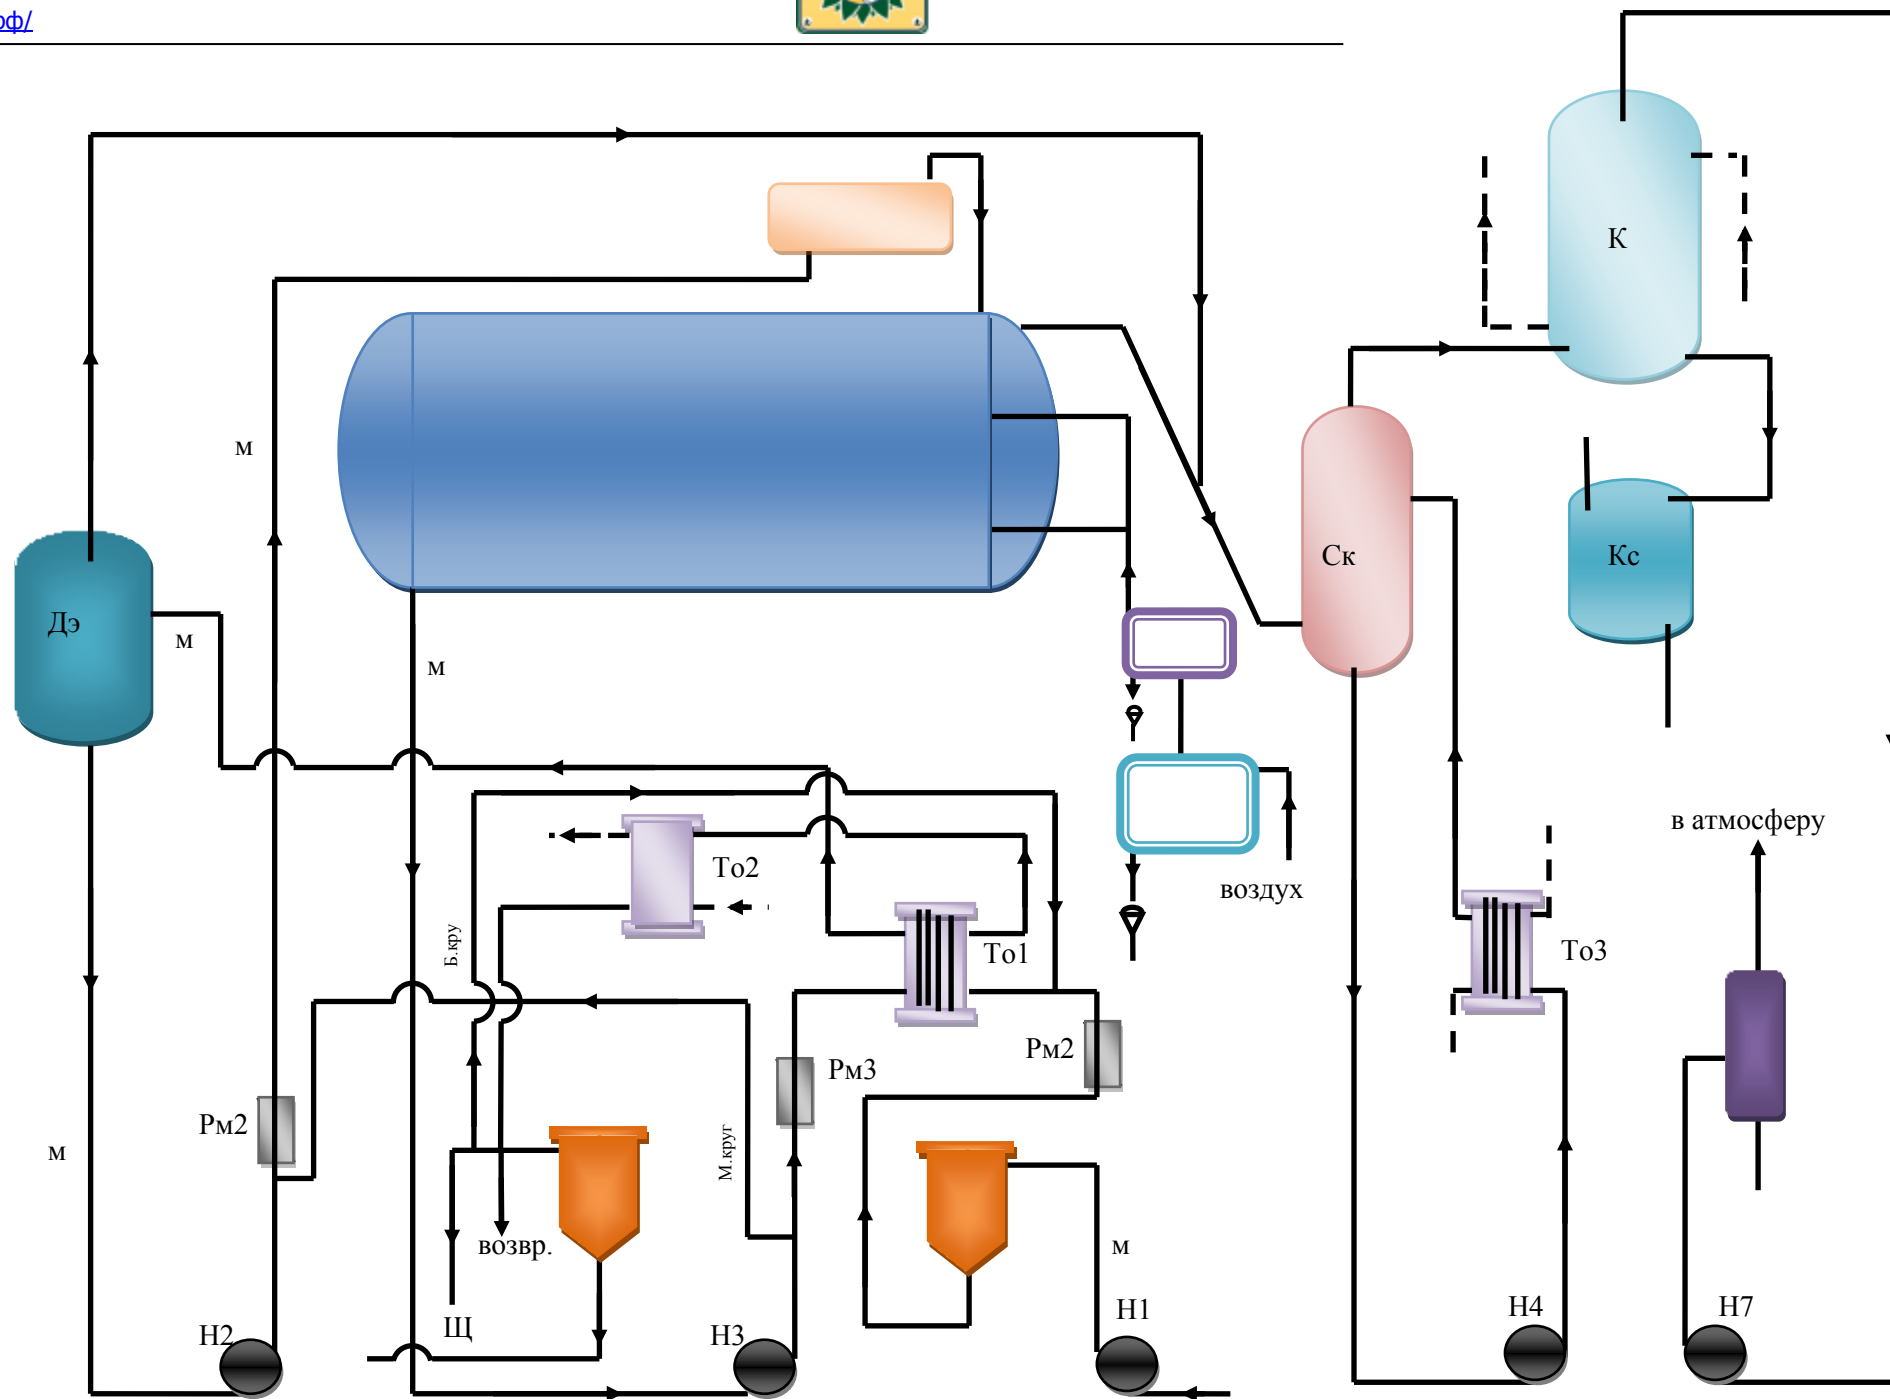 рф/
К
м
Ск
Кс
Дэ
м
м
в атмосферу
То2
воздух
Б.кру
То1
То3
Рм2
Рм3
Рм2
м
М.круг
возвр.
м
Н2
Щ
Н3
Н1
Н4
Н7